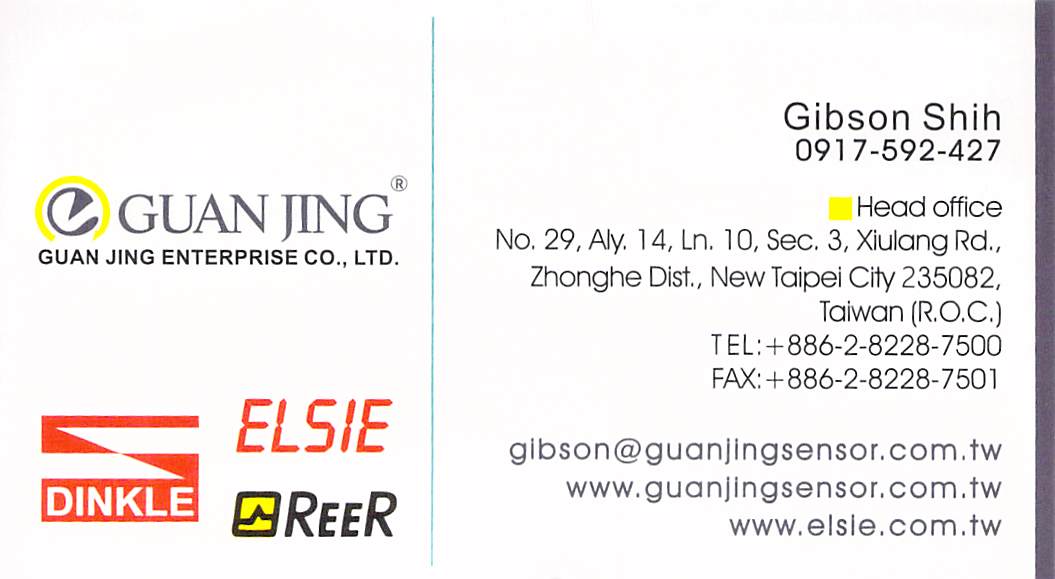 GUAN JING®
GUAN JING ENTERPRISE CO., LTD.
DINKLE
ELSIE
REER
Gibson Shih
0917-592-427
Head office
No. 29, Aly. 14, Ln. 10, Sec. 3, Xiulang Rd.,
Zhonghe Dist., New Taipei City 235082,
Taiwan (R.O.C.)
TEL:+886-2-8228-7500
FAX:+886-2-8228-7501
gibson@guanjingsensor.com.tw
www.guanjingsensor.com.tw
www.elsie.com.tw